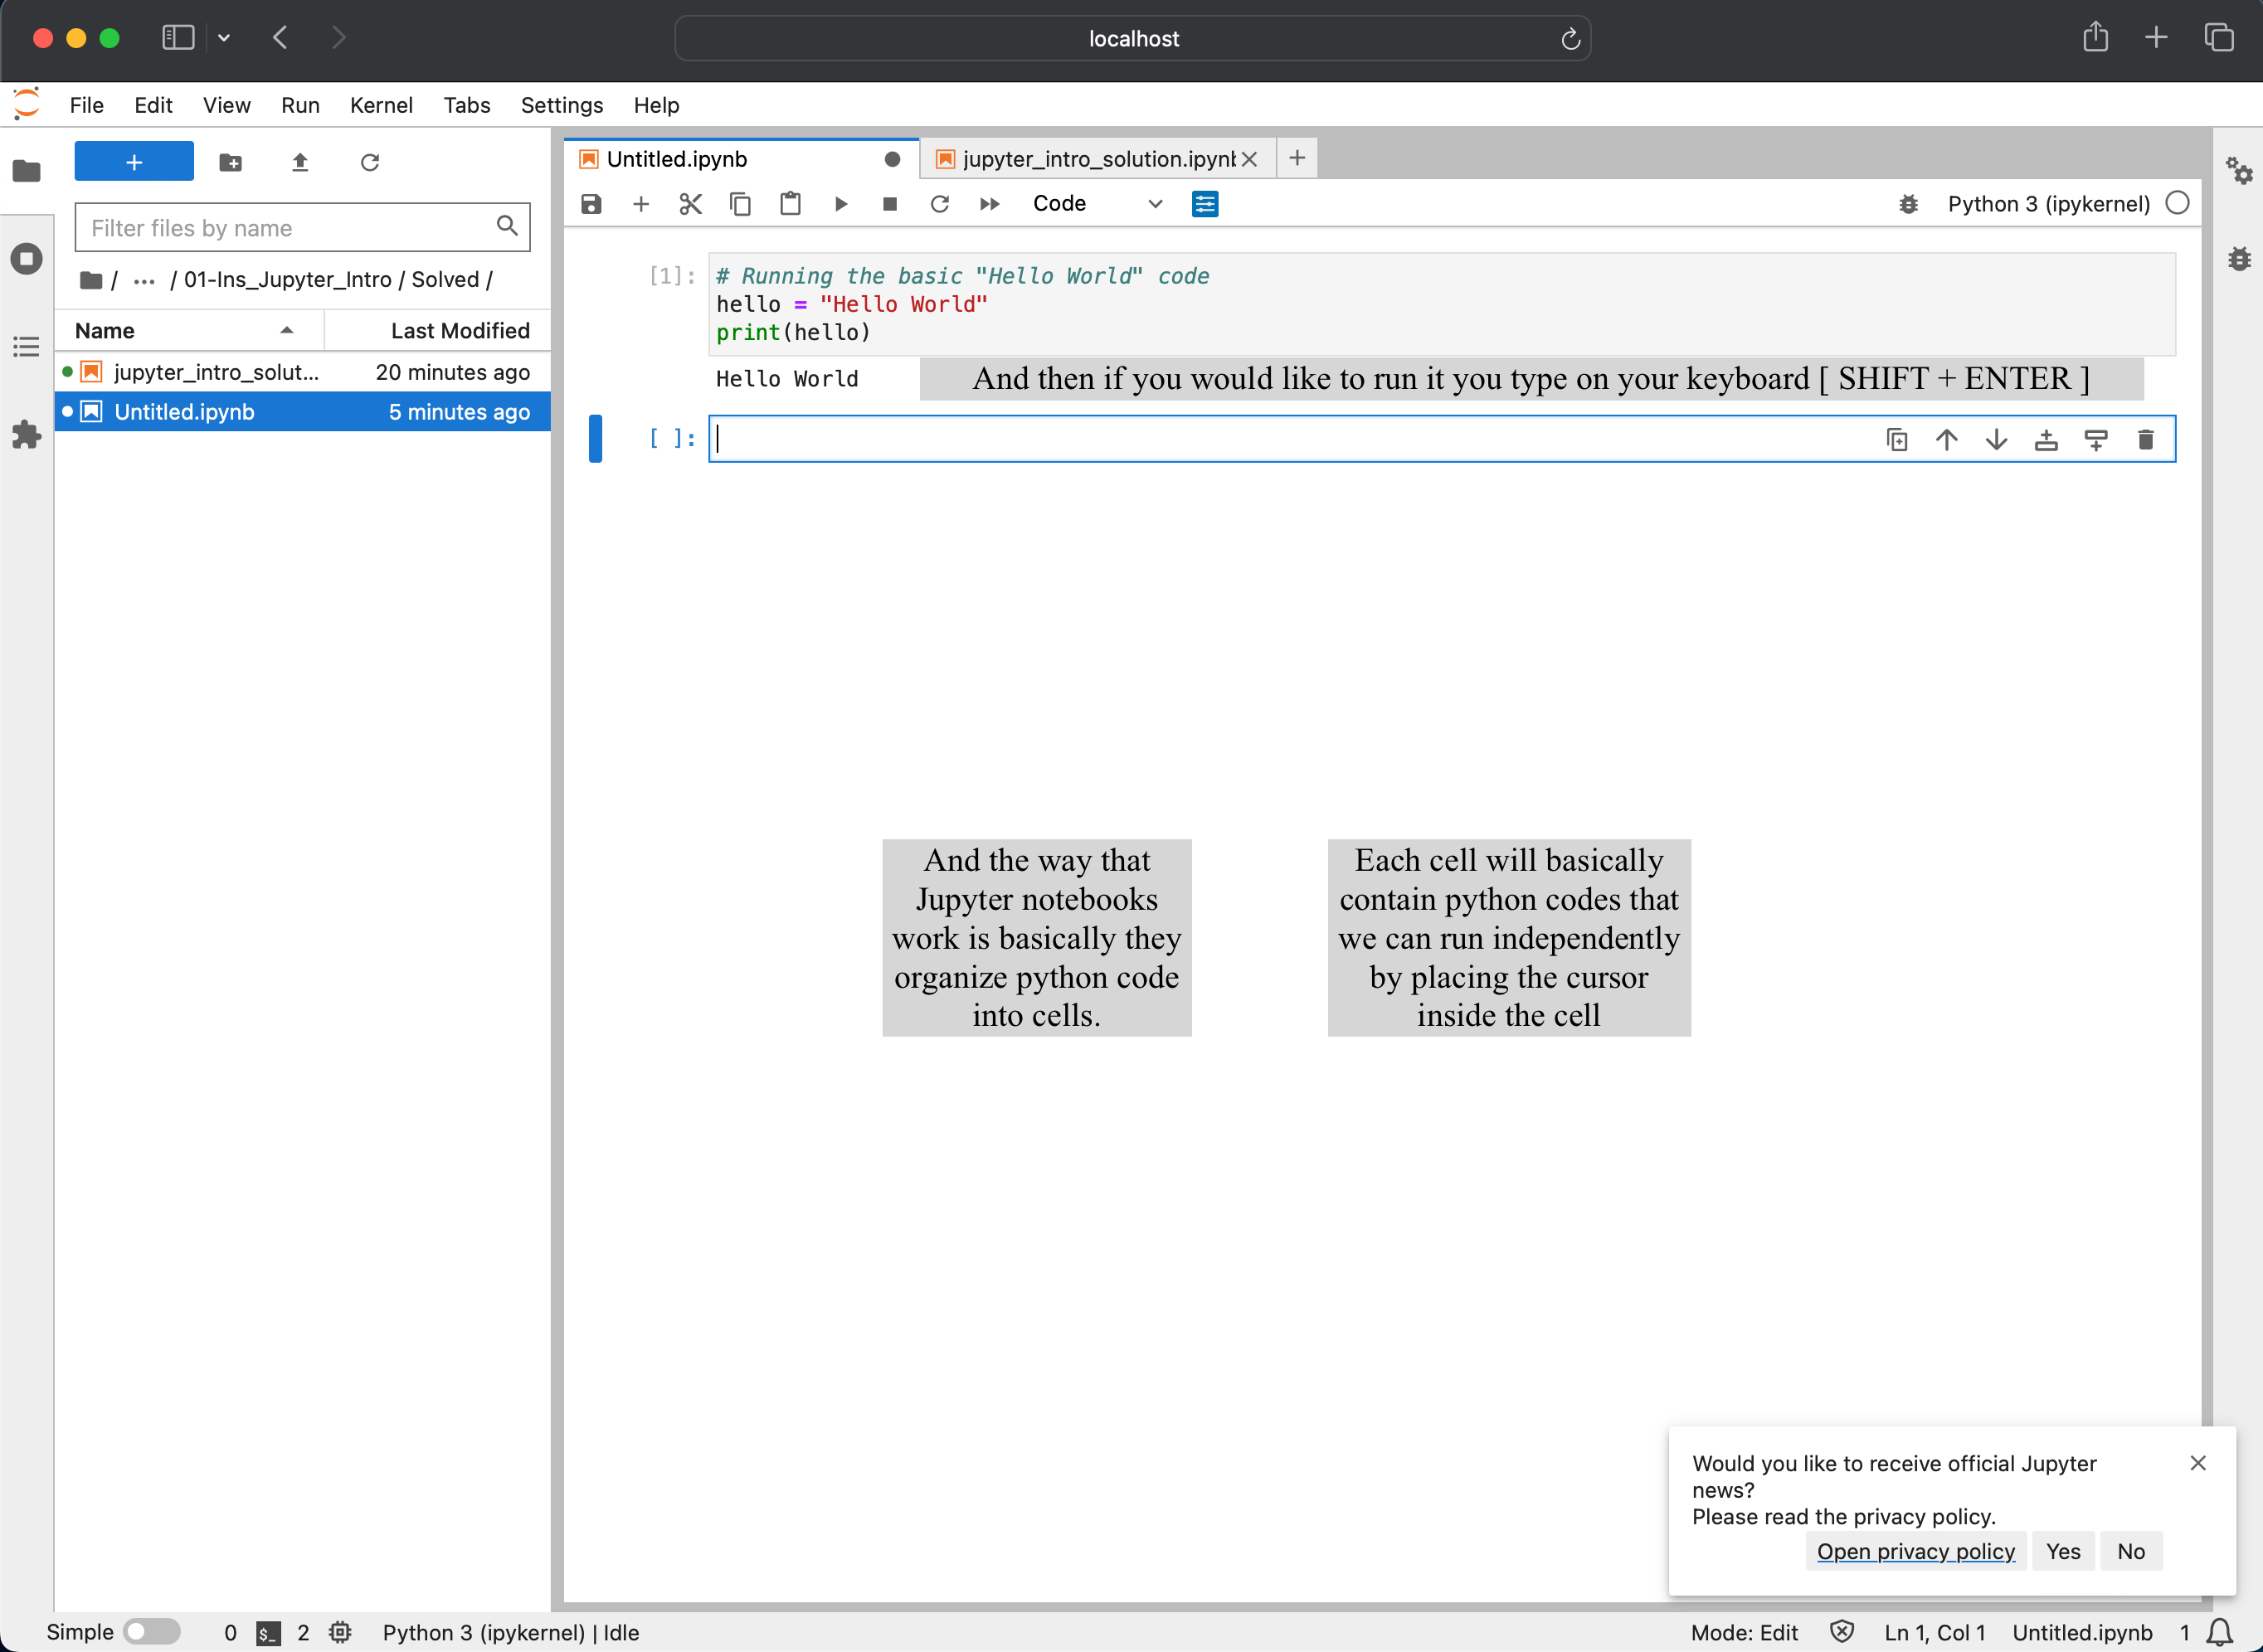 localhost
File Edit View Run Kernel Tabs Settings Help
+
Filter files by name
/ ... / 01-Ins_Jupyter_Intro / Solved /
Name Last Modified
jupyter_intro_solut... 20 minutes ago
Untitled.ipynb 5 minutes ago
Untitled.ipynb jupyter_intro_solution.ipynb
Code Python 3 (ipykernel)
[1]: # Running the basic "Hello World" code
hello = "Hello World"
print(hello)
Hello World
And then if you would like to run it you type on your keyboard [ SHIFT + ENTER ]
[ ]:
And the way that
Jupyter notebooks
work is basically they
organize python code
into cells.
Each cell will basically
contain python codes that
we can run independently
by placing the cursor
inside the cell
Would you like to receive official Jupyter
news?
Please read the privacy policy.
Open privacy policy Yes No
Simple 0 $_ 2 Python 3 (ipykernel) | Idle Mode: Edit Ln 1, Col 1 Untitled.ipynb 1